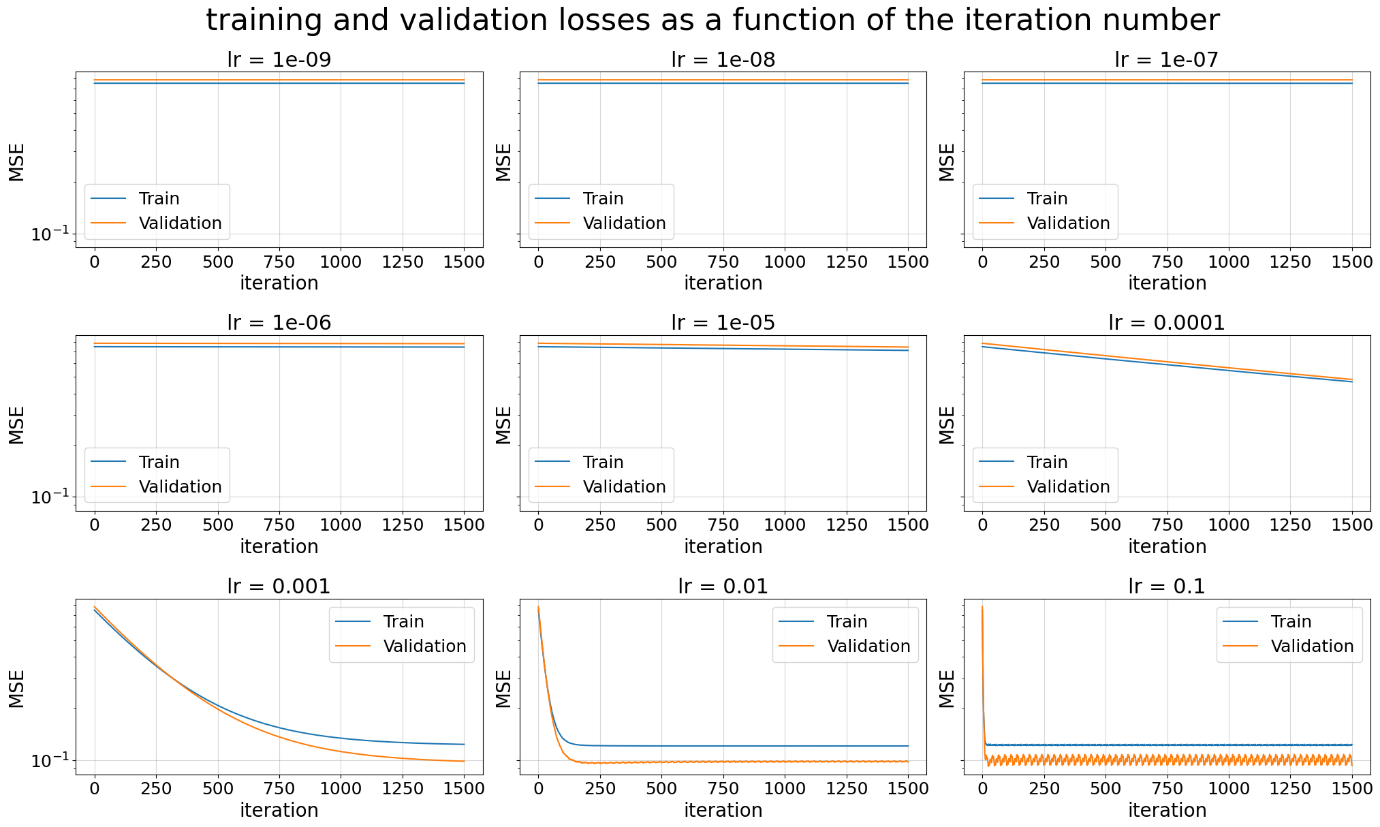 training and validation losses as a function of the iteration number
lr = 1e-09
MSE
10⁻¹
Train
Validation
0 250 500 750 1000 1250 1500
iteration
lr = 1e-08
MSE
Train
Validation
0 250 500 750 1000 1250 1500
iteration
lr = 1e-07
MSE
Train
Validation
0 250 500 750 1000 1250 1500
iteration
lr = 1e-06
MSE
10⁻¹
Train
Validation
0 250 500 750 1000 1250 1500
iteration
lr = 1e-05
MSE
Train
Validation
0 250 500 750 1000 1250 1500
iteration
lr = 0.0001
MSE
Train
Validation
0 250 500 750 1000 1250 1500
iteration
lr = 0.001
MSE
10⁻¹
Train
Validation
0 250 500 750 1000 1250 1500
iteration
lr = 0.01
MSE
Train
Validation
0 250 500 750 1000 1250 1500
iteration
lr = 0.1
MSE
Train
Validation
0 250 500 750 1000 1250 1500
iteration